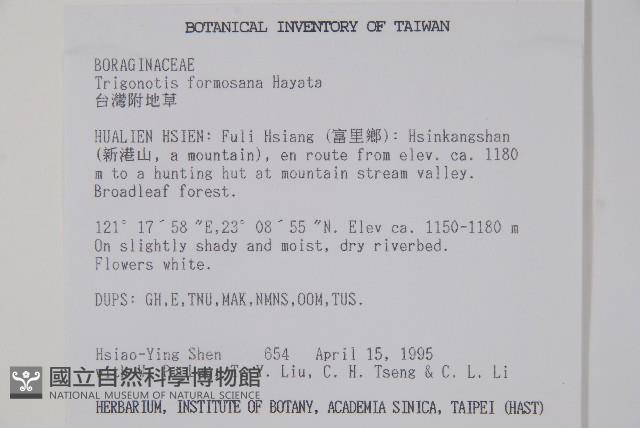 BOTANICAL INVENTORY OF TAIWAN
BORAGINACEAE
Trigonotis formosana Hayata
台灣附地草
HUALIEN HSIEN: Fuli Hsiang (富里鄉): Hsinkangshan
(新港山, a mountain), en route from elev. ca. 1180
m to a hunting hut at mountain stream valley.
Broadleaf forest.
121° 17´58 ″E,23° 08´55 ″N. Elev ca. 1150-1180 m
On slightly shady and moist, dry riverbed.
Flowers white.
DUPS: GH,E,TNU,MAK,NMNS,OOM,TUS.
Hsiao-Ying Shen 654 April 15, 1995
with Y. Liu, C. H. Tseng & C. L. Li
國立自然科學博物館
NATIONAL MUSEUM OF NATURAL SCIENCE
HERBARIUM, INSTITUTE OF BOTANY, ACADEMIA SINICA, TAIPEI (HAST)